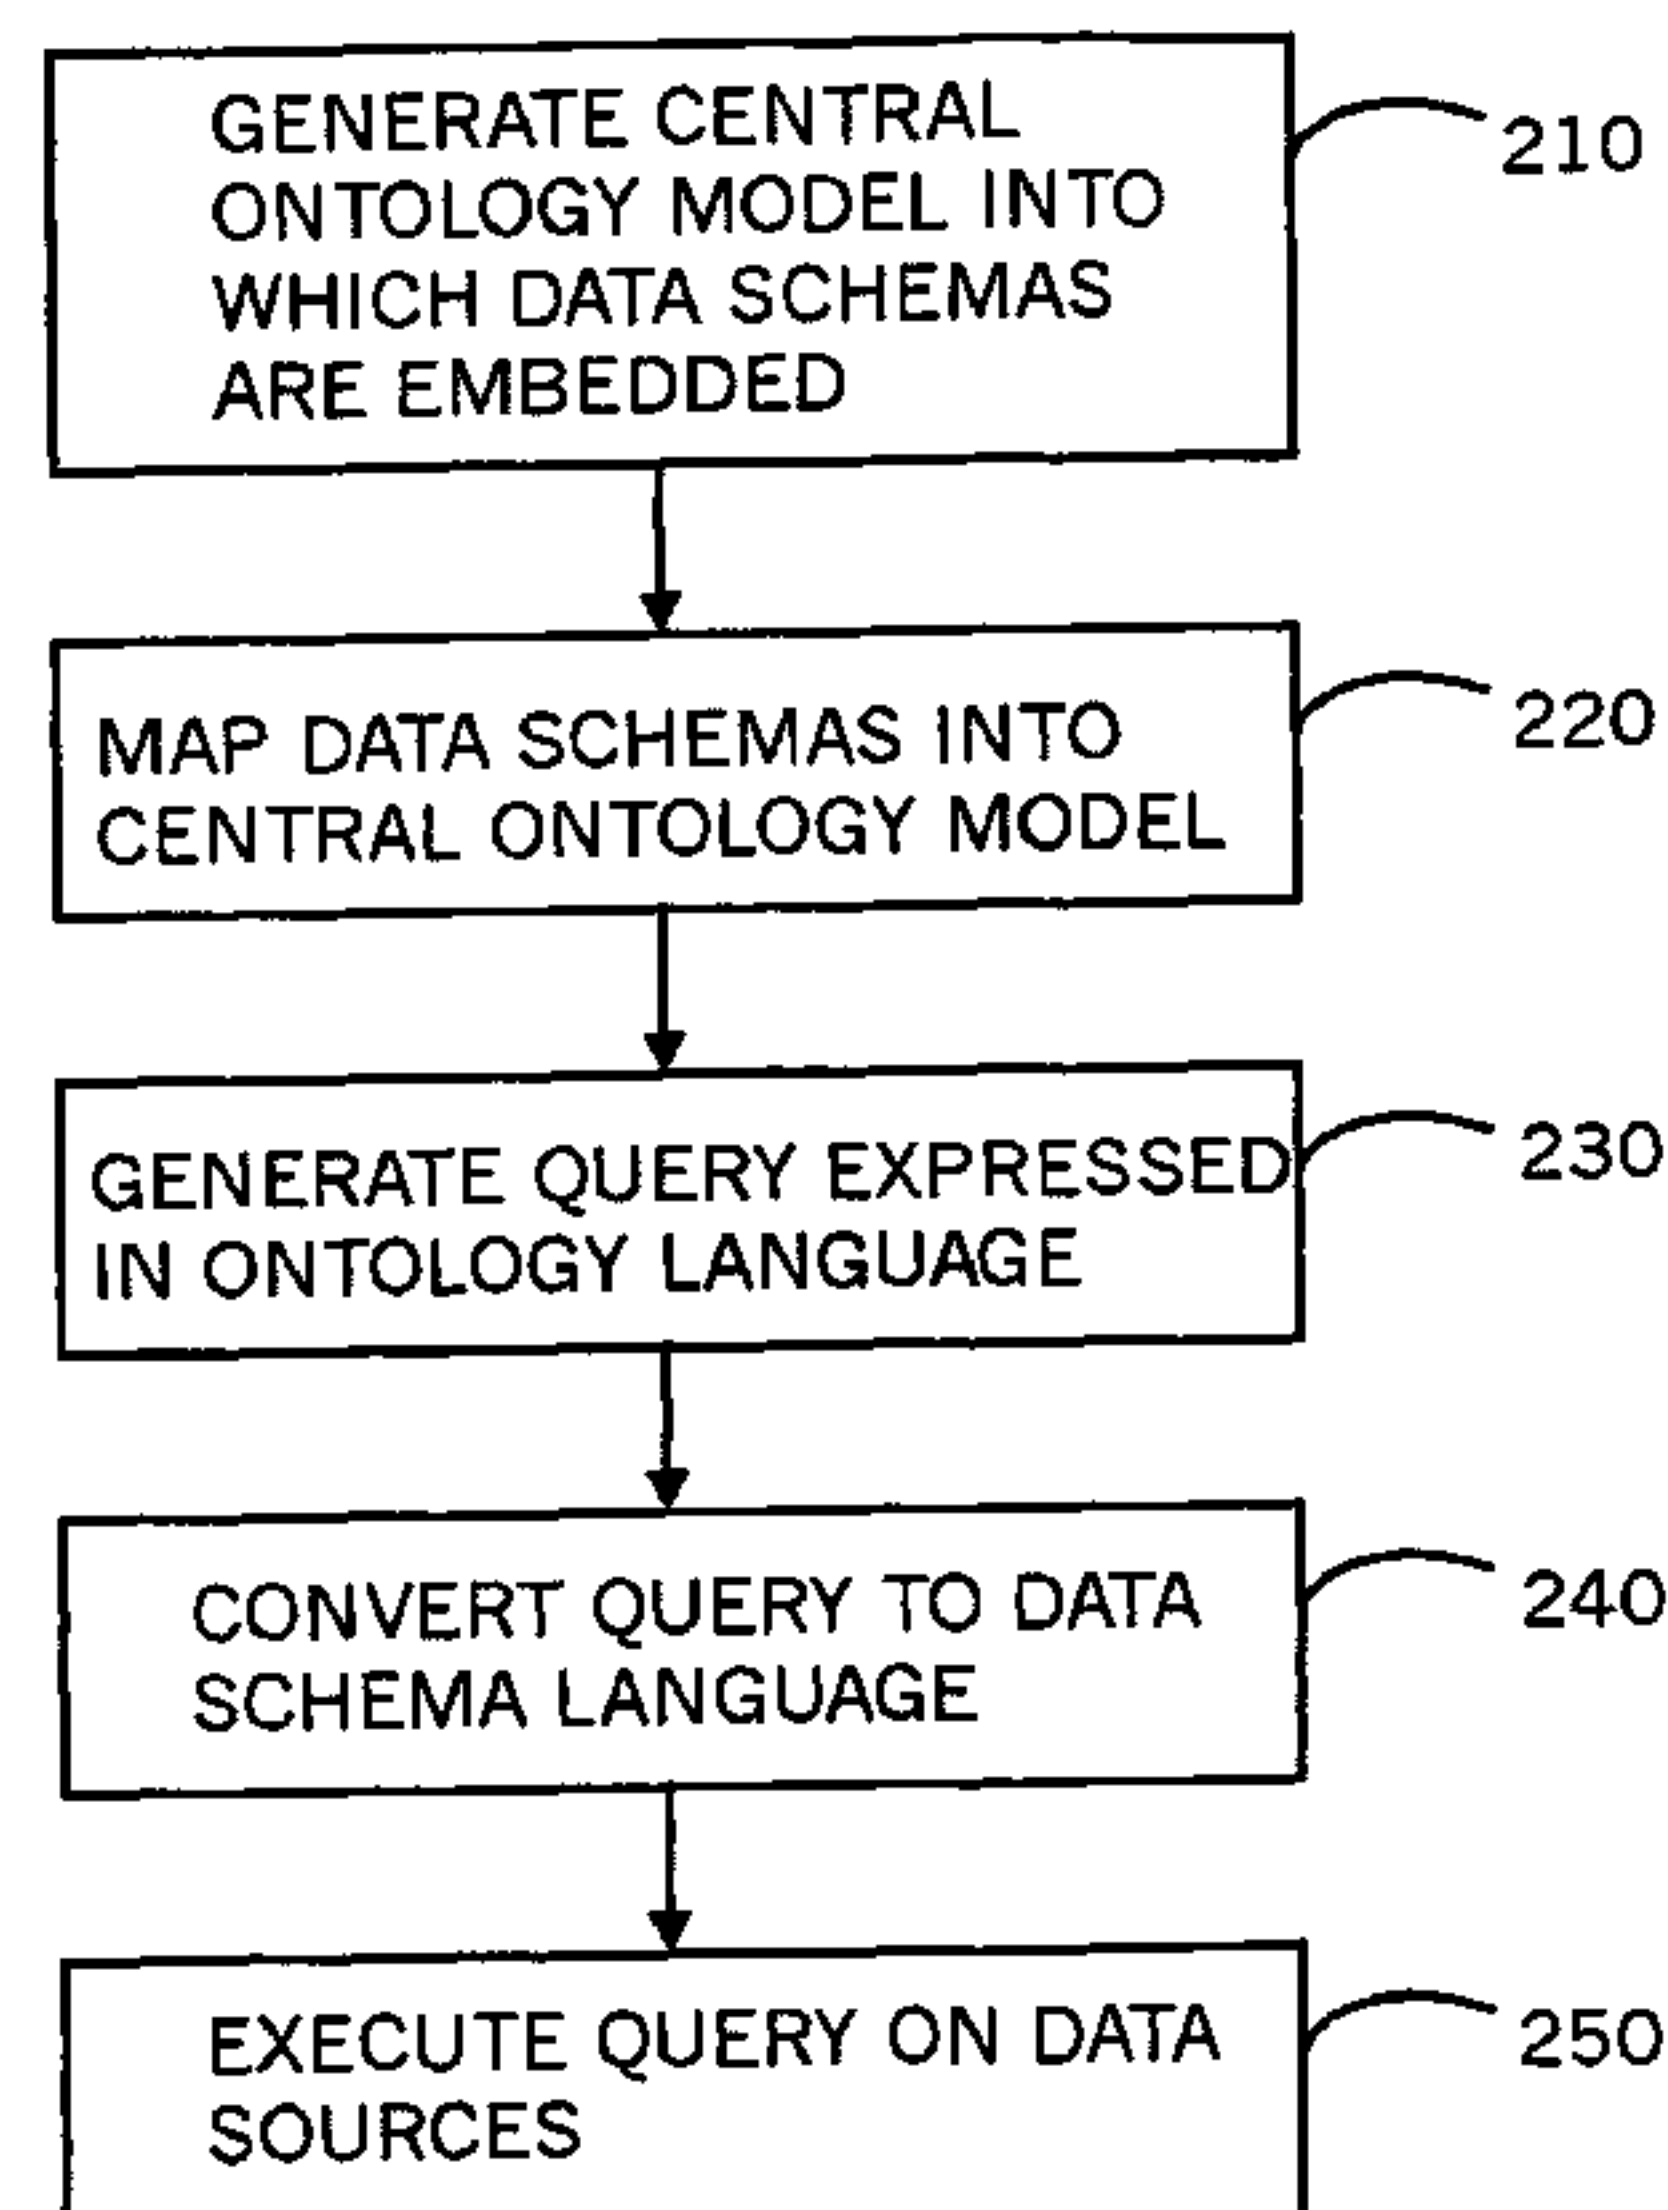 GENERATE CENTRAL
ONTOLOGY MODEL INTO
WHICH DATA SCHEMAS
ARE EMBEDDED
210
MAP DATA SCHEMAS INTO
CENTRAL ONTOLOGY MODEL
220
GENERATE QUERY EXPRESSED
IN ONTOLOGY LANGUAGE
230
CONVERT QUERY TO DATA
SCHEMA LANGUAGE
240
EXECUTE QUERY ON DATA
SOURCES
250